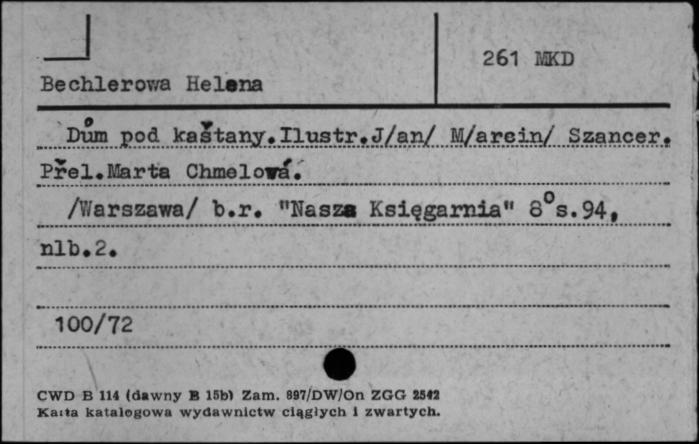 261 MKD
Bechlerowa Helena
Dům pod kaštany.Ilustr.J/an/ M/arcin/ Szancer.
Přel.Marta Chmelová.
/Warszawa/ b.r. "Nasza Księgarnia" 8°s.94,
nlb.2.
100/72
CWD B 114 (dawny B 15b) Zam. 897/DW/On ZGG 2542
Karta katalogowa wydawnictw ciągłych i zwartych.